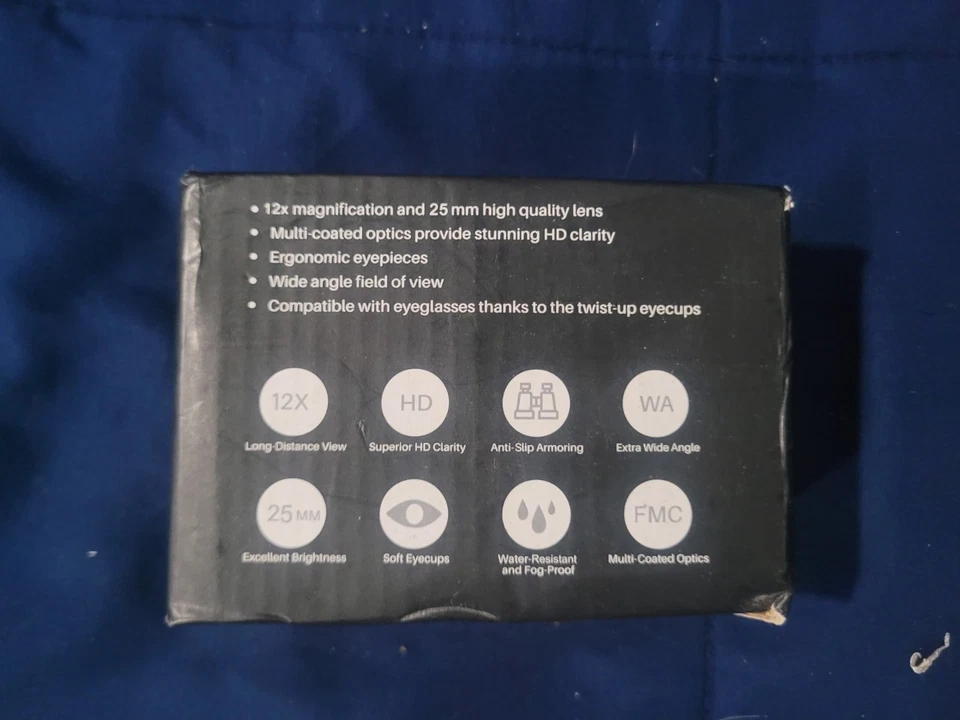 • 12x magnification and 25 mm high quality lens
• Multi-coated optics provide stunning HD clarity
• Ergonomic eyepieces
• Wide angle field of view
• Compatible with eyeglasses thanks to the twist-up eyecups
12X
HD
WA
Long-Distance View
Superior HD Clarity
Anti-Slip Armoring
Extra Wide Angle
25 MM
FMC
Excellent Brightness
Soft Eyecups
Water-Resistant
and Fog-Proof
Multi-Coated Optics